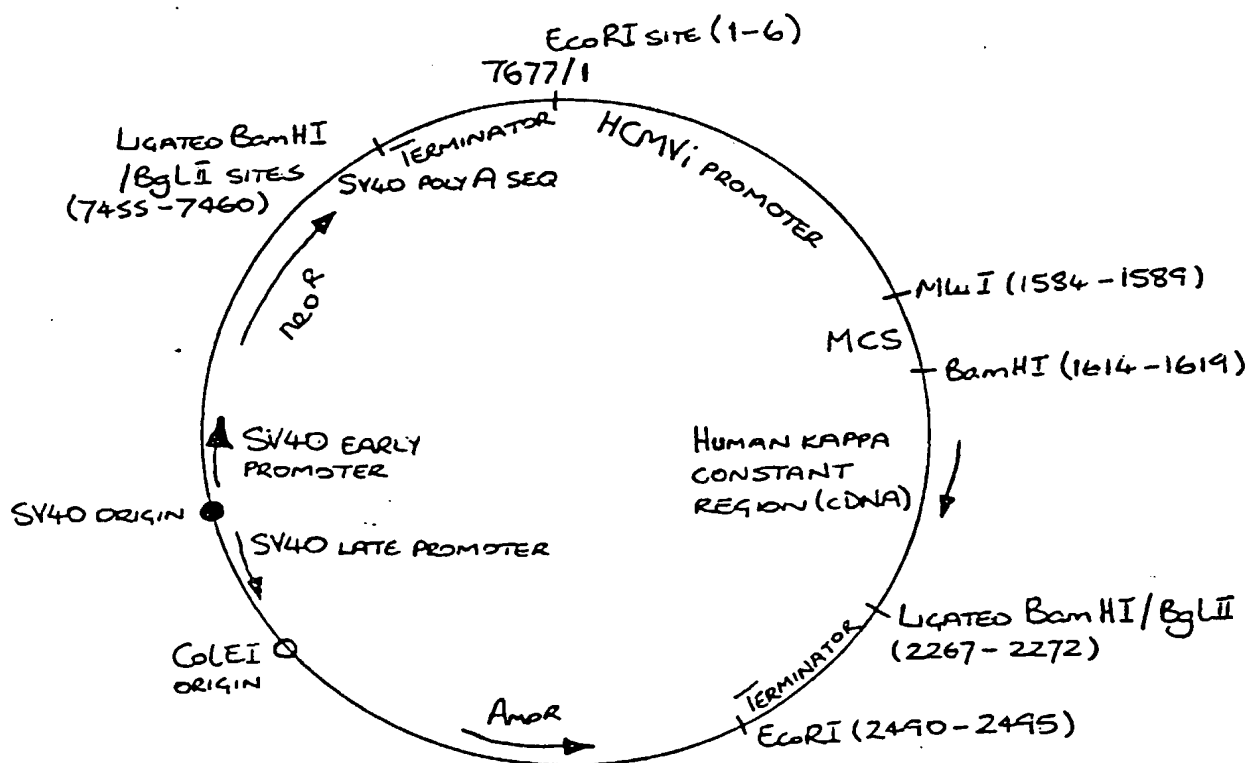 EcoRI SITE (1-6)
7677/1
LIGATED BamHI
/BgLII SITES
(7455-7460)
TERMINATOR
SV40 POLY A SEQ
HCMVi PROMOTER
neo R
MluI (1584-1589)
MCS
BamHI (1614-1619)
SV40 EARLY
PROMOTER
HUMAN KAPPA
CONSTANT
REGION (cDNA)
SV40 ORIGIN
SV40 LATE PROMOTER
LIGATED BamHI/BgLII
(2267-2272)
ColEI
ORIGIN
TERMINATOR
AmpR
EcoRI (2490-2495)